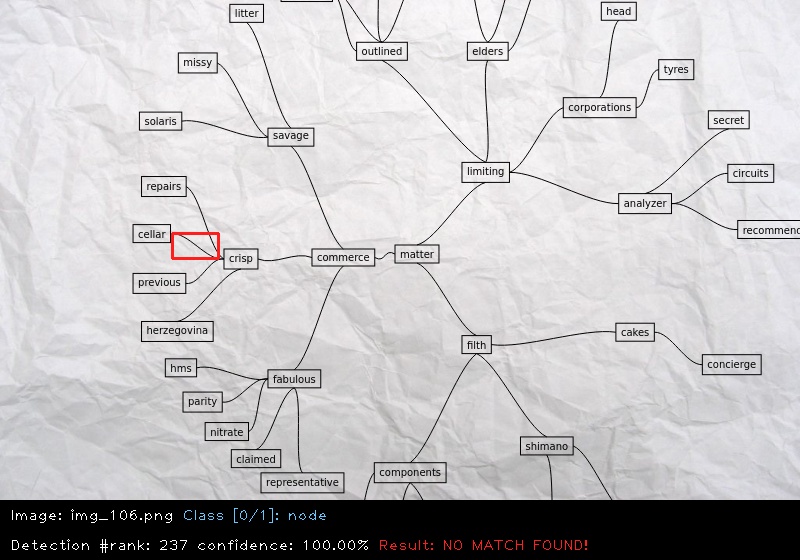 litter
head
outlined
elders
missy
tyres
corporations
solaris
secret
savage
limiting
circuits
repairs
analyzer
cellar
recommend
crisp
commerce
matter
previous
herzegovina
cakes
filth
concierge
hms
fabulous
parity
nitrate
shimano
claimed
components
representative
Image: img_106.png Class [0/1]: node
Detection #rank: 237 confidence: 100.00% Result: NO MATCH FOUND!